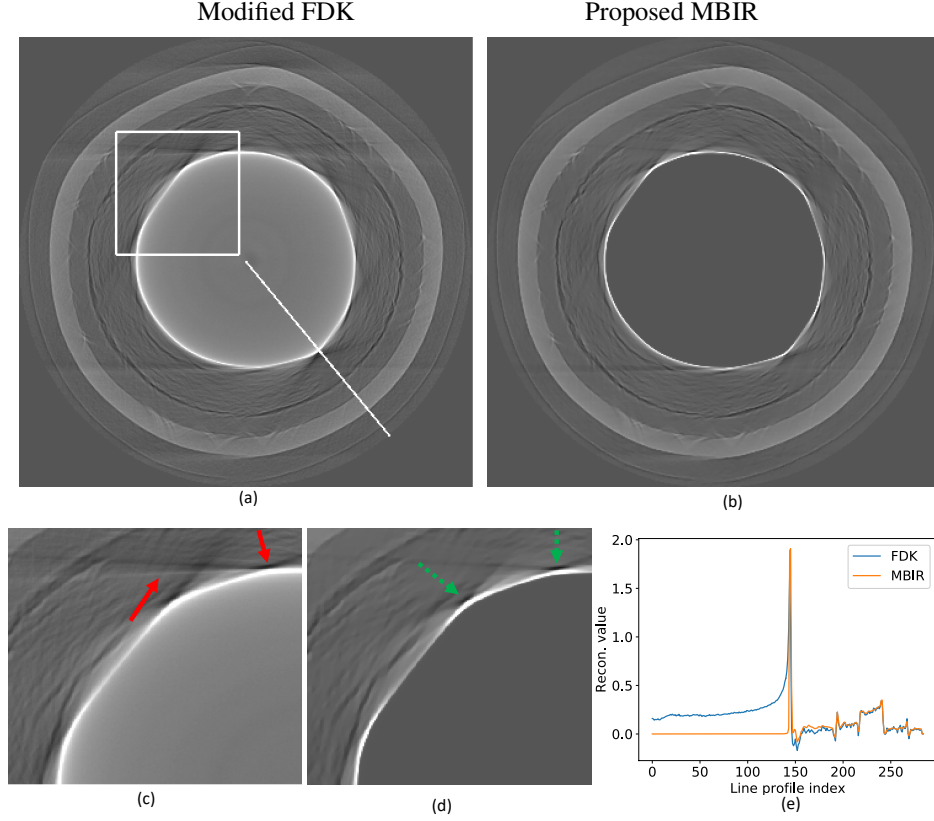 Modified FDK
Proposed MBIR
(a)
(b)
(c)
(d)
2.0
1.5
1.0
0.5
0.0
Recon. value
FDK
MBIR
0
50
100
150
200
250
Line profile index
(e)